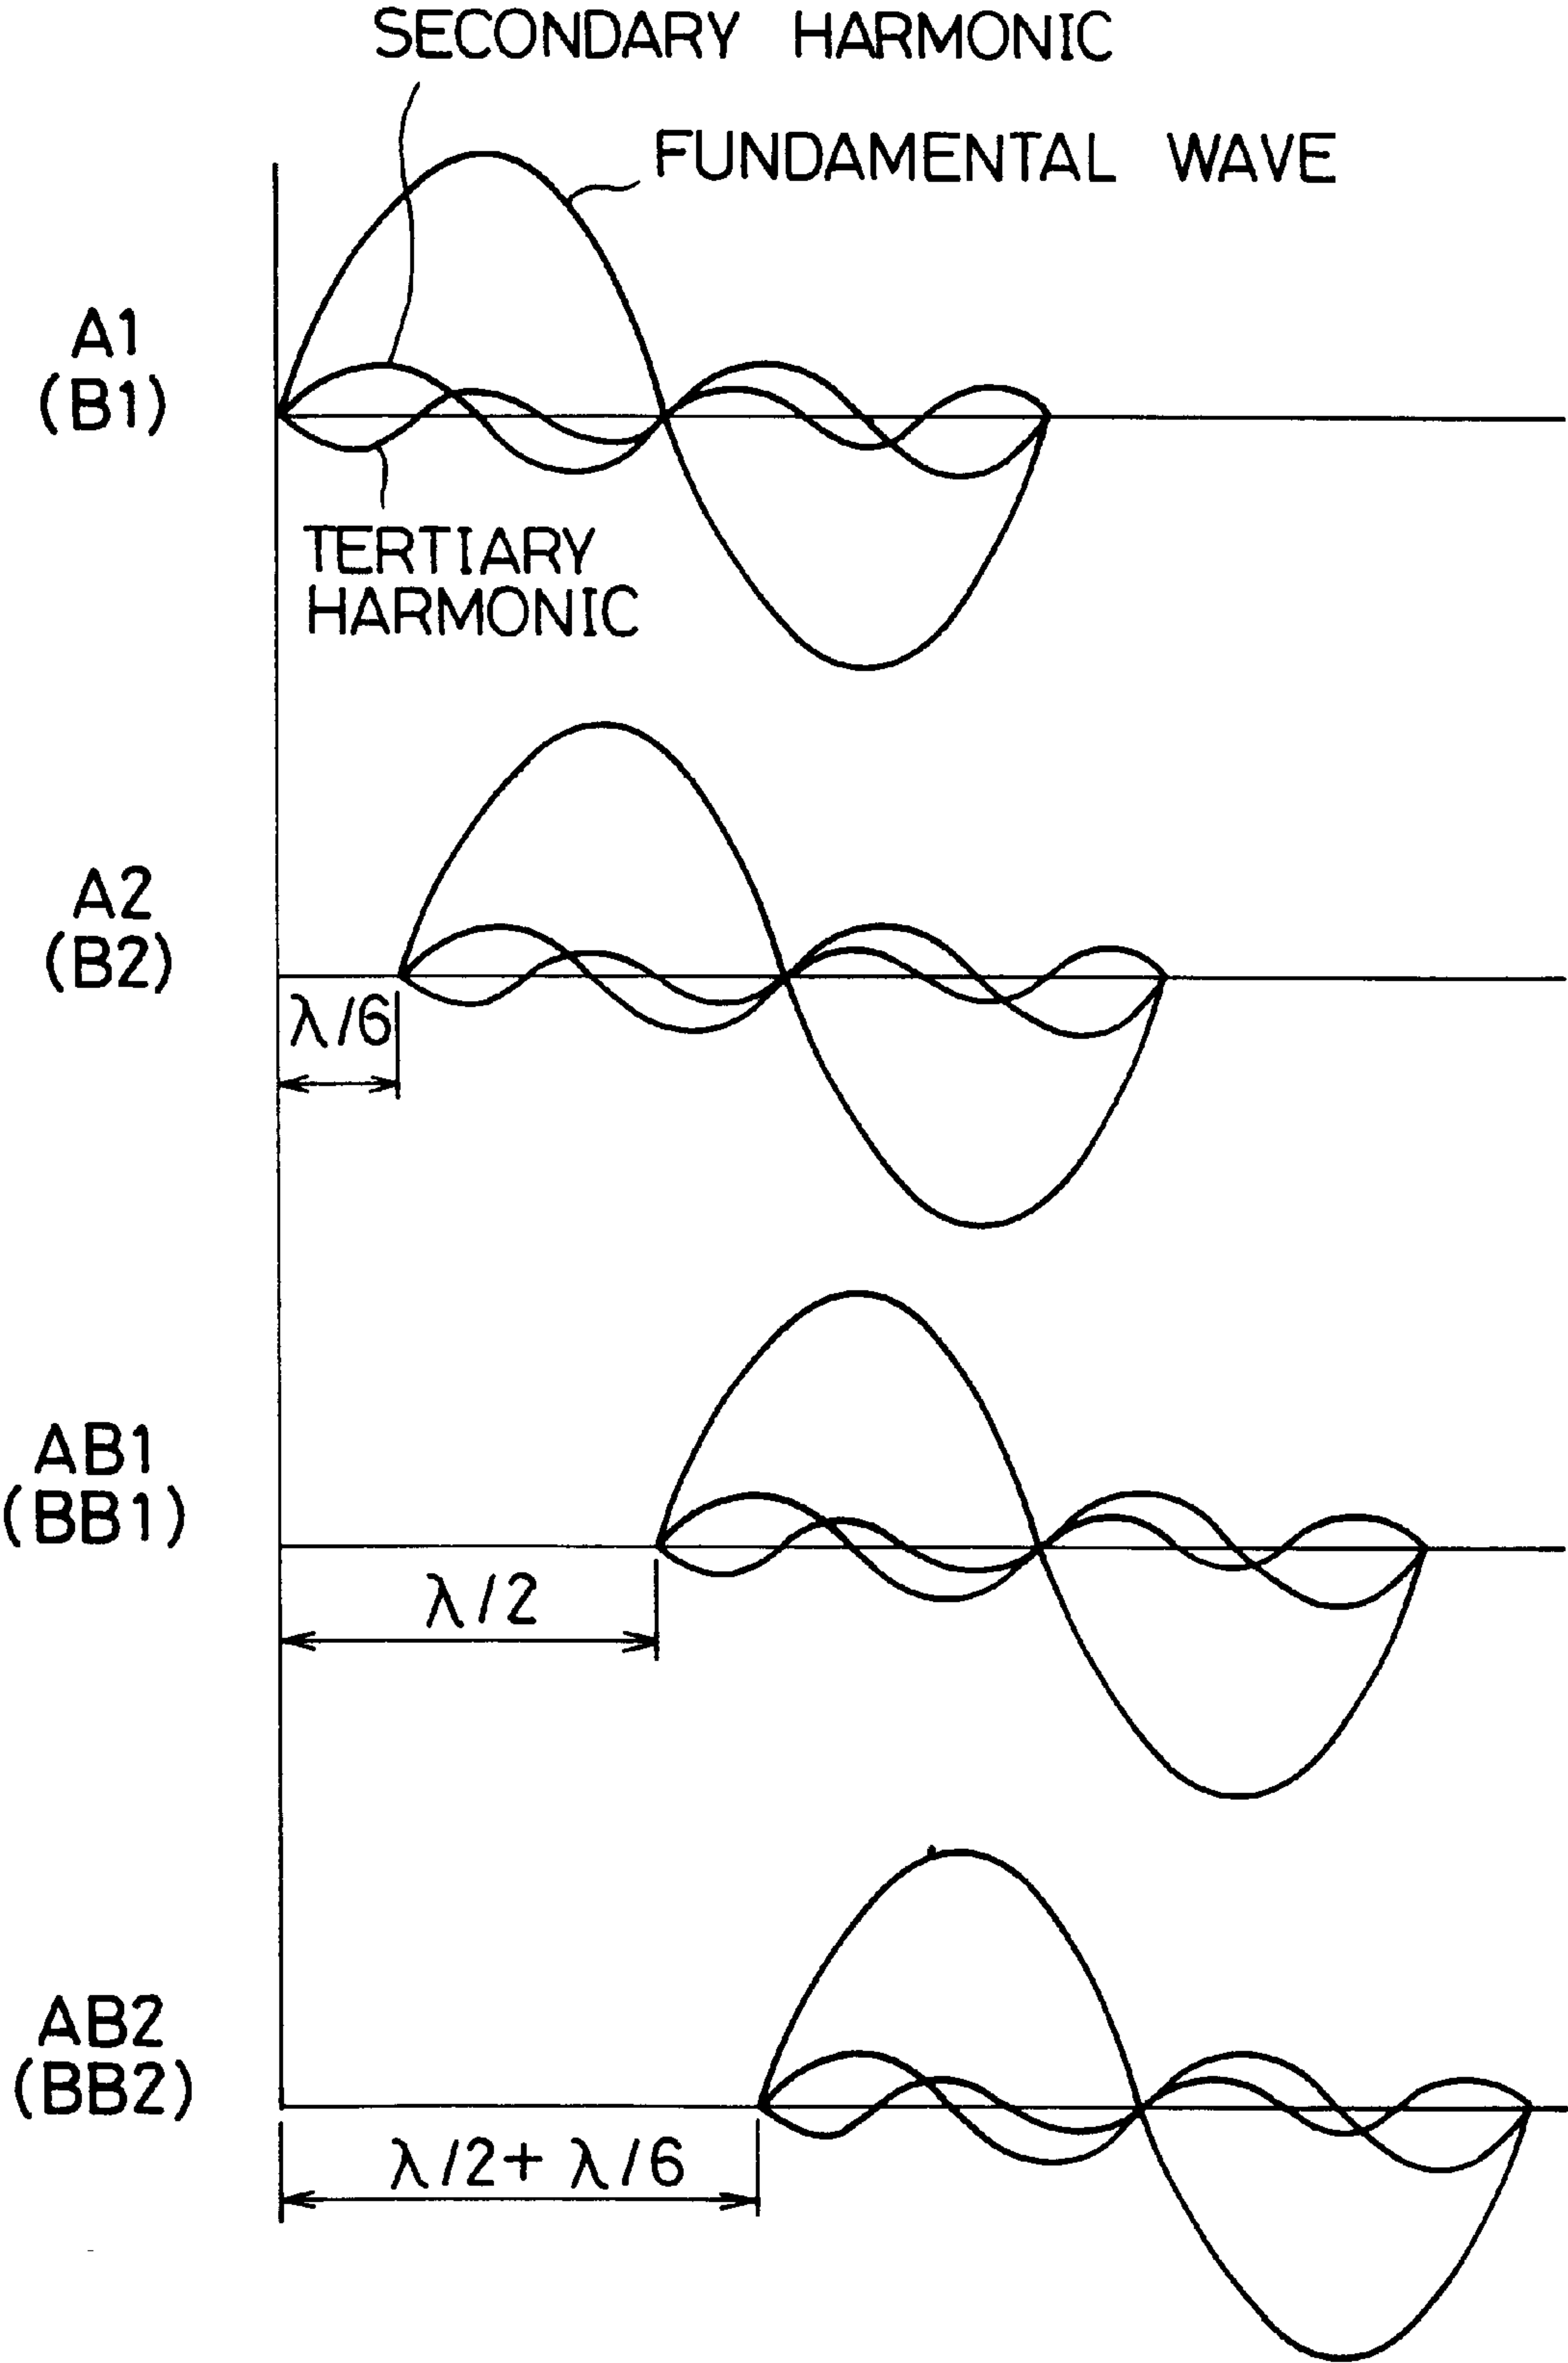 SECONDARY HARMONIC
FUNDAMENTAL WAVE
A1
(B1)
TERTIARY
HARMONIC
A2
(B2)
λ/6
AB1
(BB1)
λ/2
AB2
(BB2)
λ/2+ λ/6